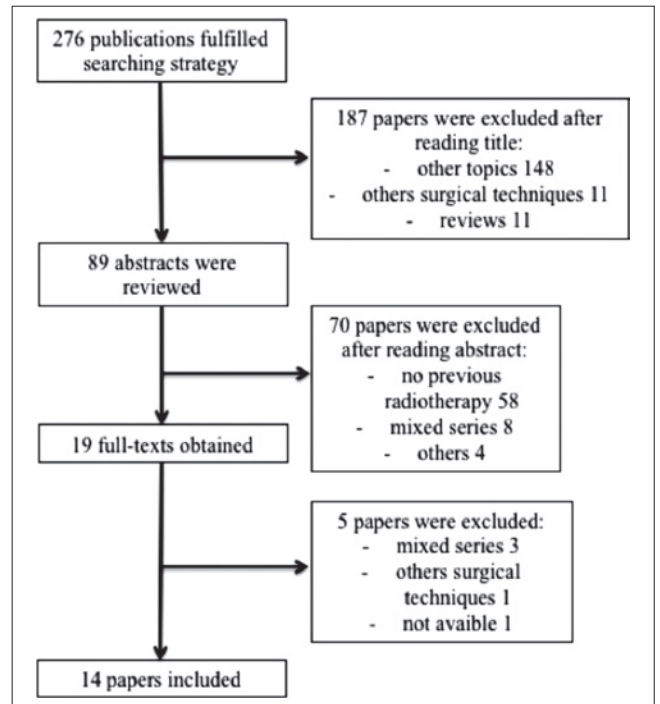 276 publications fulfilled
searching strategy
187 papers were excluded after
reading title:
- other topics 148
- others surgical techniques 11
- reviews 11
89 abstracts were
reviewed
70 papers were excluded
after reading abstract:
- no previous
radiotherapy 58
- mixed series 8
- others 4
19 full-texts obtained
5 papers were excluded:
- mixed series 3
- others surgical
techniques 1
- not avaible 1
14 papers included